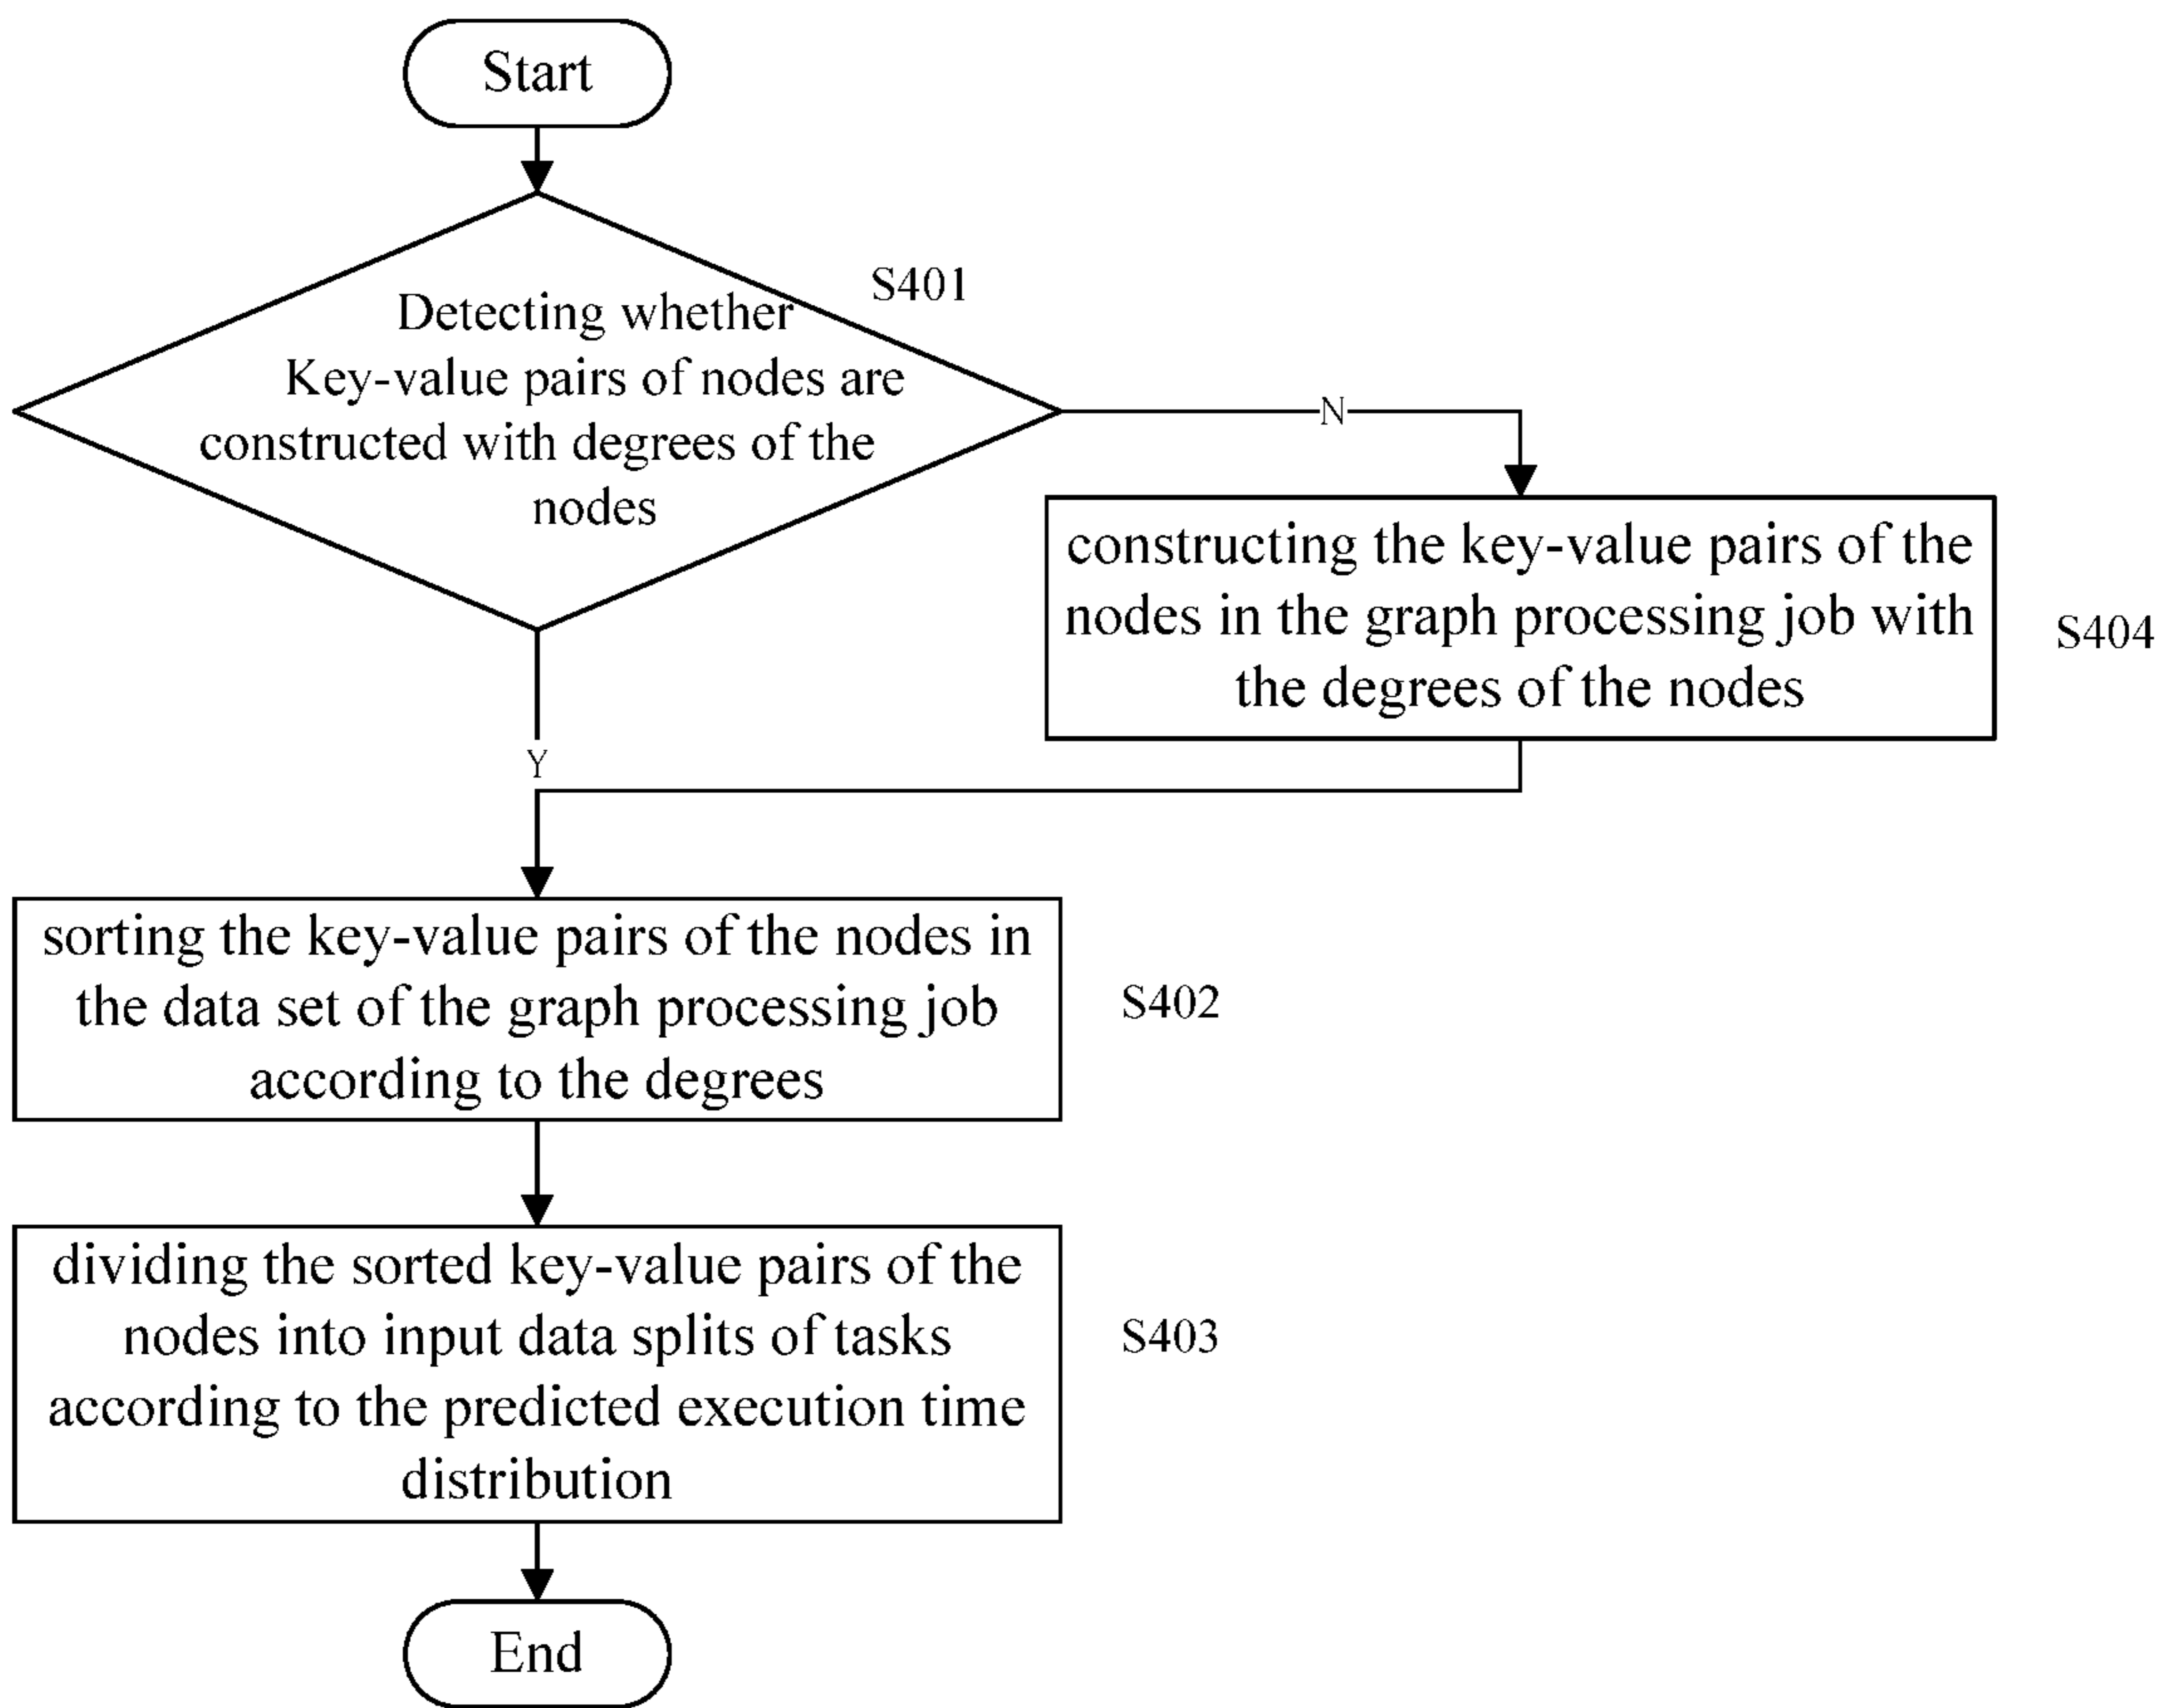 Start
S401
Detecting whether
Key-value pairs of nodes are
constructed with degrees of the
nodes
N
constructing the key-value pairs of the
nodes in the graph processing job with
the degrees of the nodes
S404
Y
sorting the key-value pairs of the nodes in
the data set of the graph processing job
according to the degrees
S402
dividing the sorted key-value pairs of the
nodes into input data splits of tasks
according to the predicted execution time
distribution
S403
End